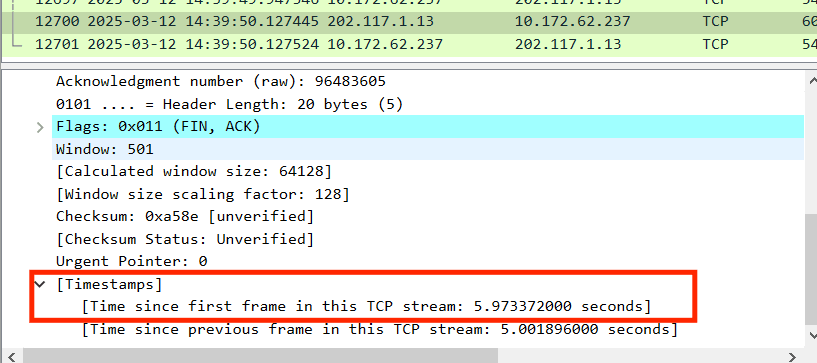 12700 2025-03-12 14:39:50.127445 202.117.1.13 10.172.62.237 TCP 60
12701 2025-03-12 14:39:50.127524 10.172.62.237 202.117.1.13 TCP 54
Acknowledgment number (raw): 96483605
0101 .... = Header Length: 20 bytes (5)
Flags: 0x011 (FIN, ACK)
Window: 501
[Calculated window size: 64128]
[Window size scaling factor: 128]
Checksum: 0xa58e [unverified]
[Checksum Status: Unverified]
Urgent Pointer: 0
[Timestamps]
[Time since first frame in this TCP stream: 5.973372000 seconds]
[Time since previous frame in this TCP stream: 5.001896000 seconds]